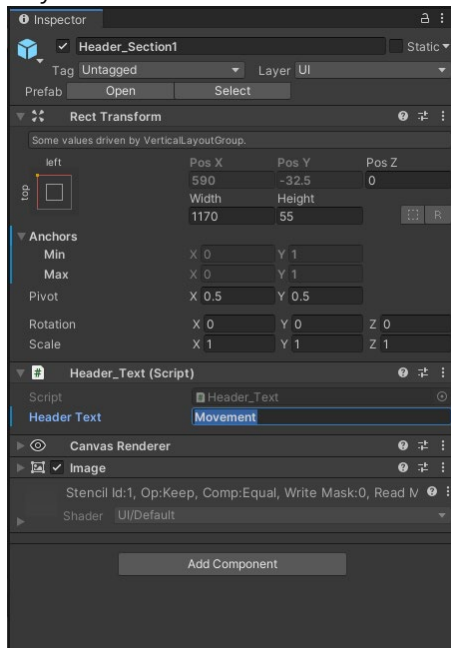 Inspector
Header_Section1 Static
Tag Untagged Layer UI
Prefab Open Select
Rect Transform
Some values driven by VerticalLayoutGroup.
left Pos X Pos Y Pos Z
top 590 -32.5 0
Width Height
1170 55
R
Anchors
Min X 0 Y 1
Max X 0 Y 1
Pivot X 0.5 Y 0.5
Rotation X 0 Y 0 Z 0
Scale X 1 Y 1 Z 1
# Header_Text (Script)
Script Header_Text
Header Text Movement
Canvas Renderer
Image
Stencil Id:1, Op:Keep, Comp:Equal, Write Mask:0, Read M
Shader UI/Default
Add Component